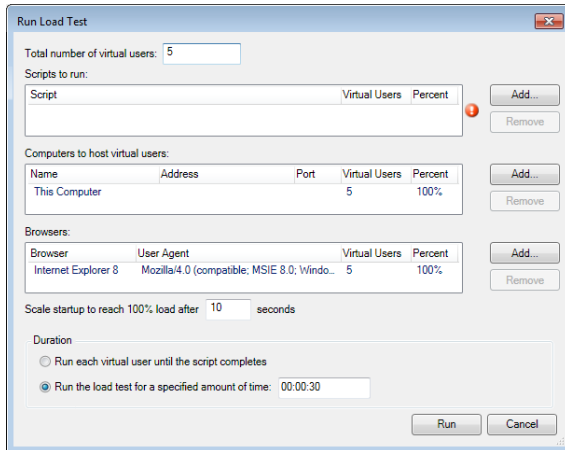 Run Load Test
Total number of virtual users: 5
Scripts to run:
Script Virtual Users Percent
Add...
Remove
Computers to host virtual users:
Name Address Port Virtual Users Percent
This Computer 5 100%
Add...
Remove
Browsers:
Browser User Agent Virtual Users Percent
Internet Explorer 8 Mozilla/4.0 (compatible; MSIE 8.0; Windo... 5 100%
Add...
Remove
Scale startup to reach 100% load after 10 seconds
Duration
Run each virtual user until the script completes
Run the load test for a specified amount of time: 00:00:30
Run Cancel